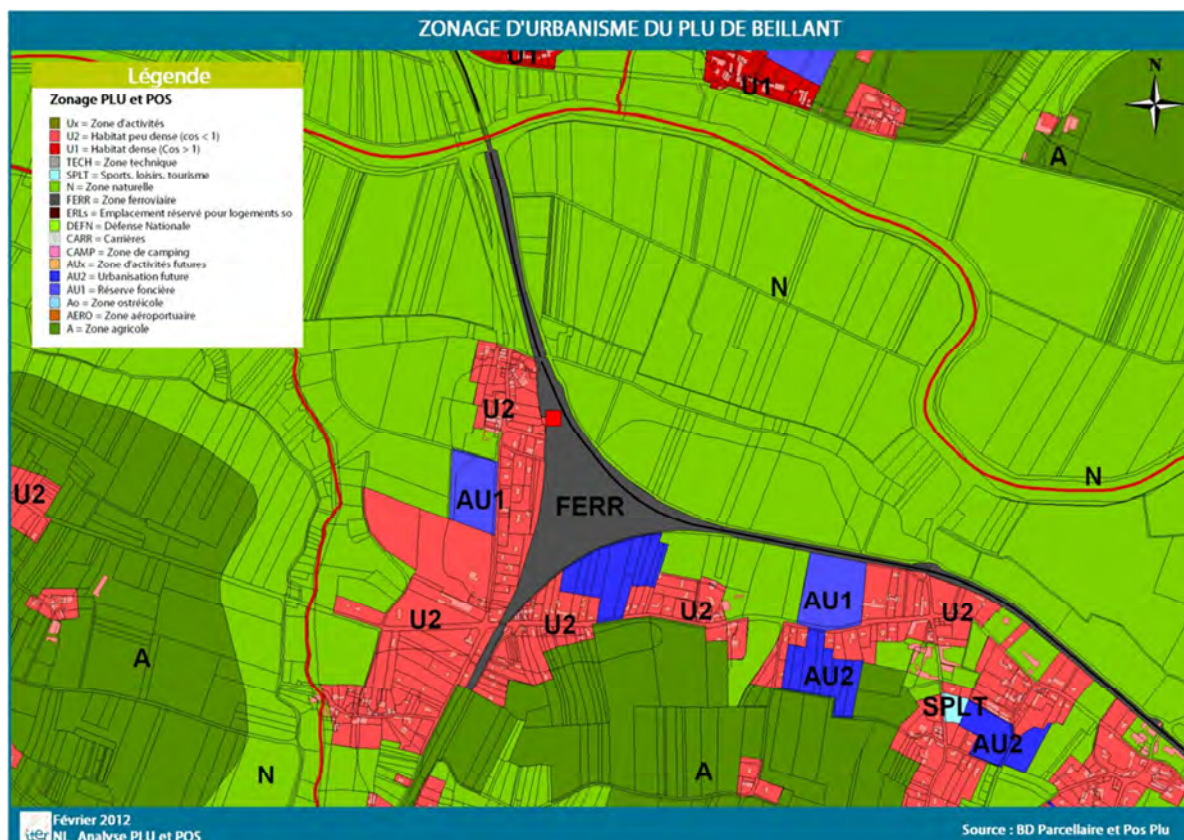 ZONAGE D'URBANISME DU PLU DE BEILLANT
Légende
Zonage PLU et POS
Ux = Zone d'activités
U2 = Habitat peu dense (cos < 1)
U1 = Habitat dense (Cos > 1)
TECH = Zone technique
SPLT = Sports, loisirs, tourisme
N = Zone naturelle
FERR = Zone ferroviaire
ERLs = Emplacement réservé pour logements so
DEFN = Défense Nationale
CARR = Carrières
CAMP = Zone de camping
AUx = Zone d'activités futures
AU2 = Urbanisation future
AU1 = Réserve foncière
Ao = Zone ostréicole
AERO = Zone aéroportuaire
A = Zone agricole
U1
U1
N
A
N
U2
N
U2
AU1
FERR
AU1
U2
U2
U2
U2
A
AU2
SPLT
AU2
N
A
iter
Février 2012
NL_Analyse PLU et POS
Source : BD Parcellaire et Pos Plu